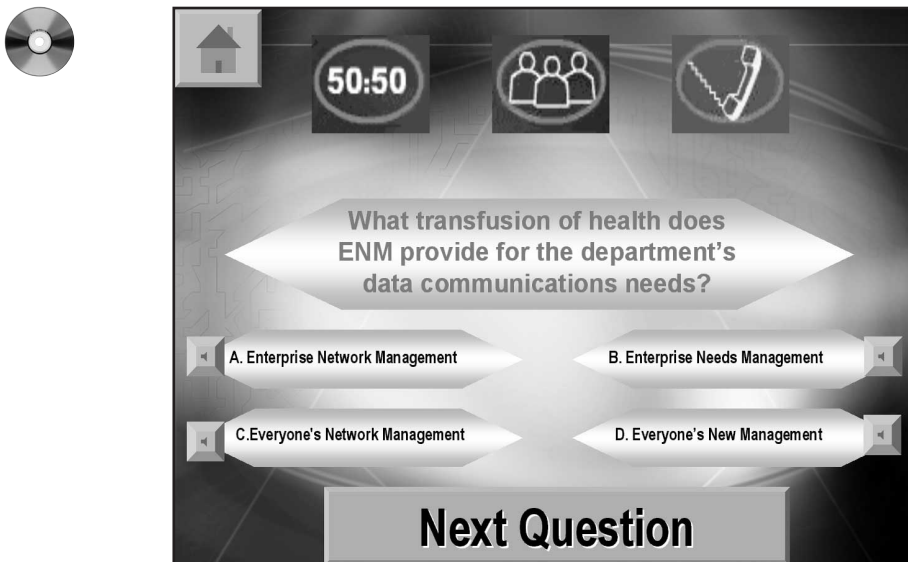 50:50
What transfusion of health does
ENM provide for the department's
data communications needs?
A. Enterprise Network Management
B. Enterprise Needs Management
C.Everyone's Network Management
D. Everyone's New Management
Next Question